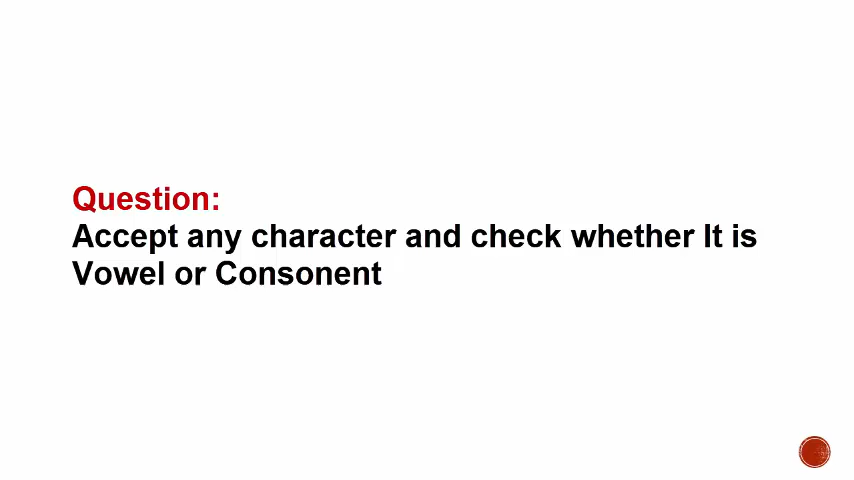 Question:
Accept any character and check whether It is
Vowel or Consonent